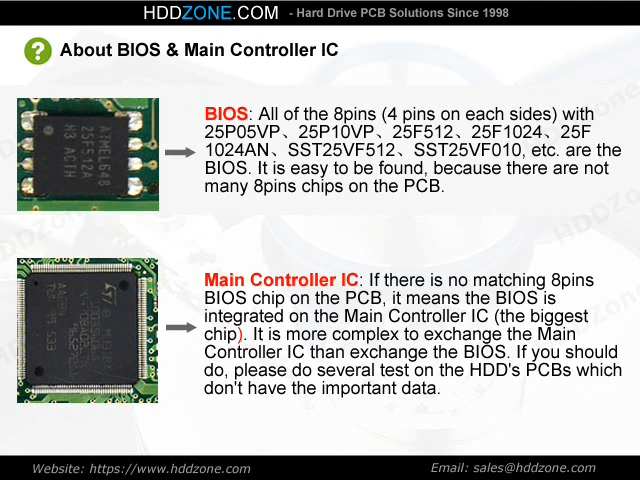 HDDZONE.COM - Hard Drive PCB Solutions Since 1998
? About BIOS & Main Controller IC
ATMEL648
25F512A
N3 ACTH
BIOS: All of the 8pins (4 pins on each sides) with
25P05VP、25P10VP、25F512、25F1024、25F
1024AN、SST25VF512、SST25VF010, etc. are the
BIOS. It is easy to be found, because there are not
many 8pins chips on the PCB.
ST
Main Controller IC: If there is no matching 8pins
BIOS chip on the PCB, it means the BIOS is
integrated on the Main Controller IC (the biggest
chip). It is more complex to exchange the Main
Controller IC than exchange the BIOS. If you should
do, please do several test on the HDD's PCBs which
don't have the important data.
Website: https://www.hddzone.com Email: sales@hddzone.com